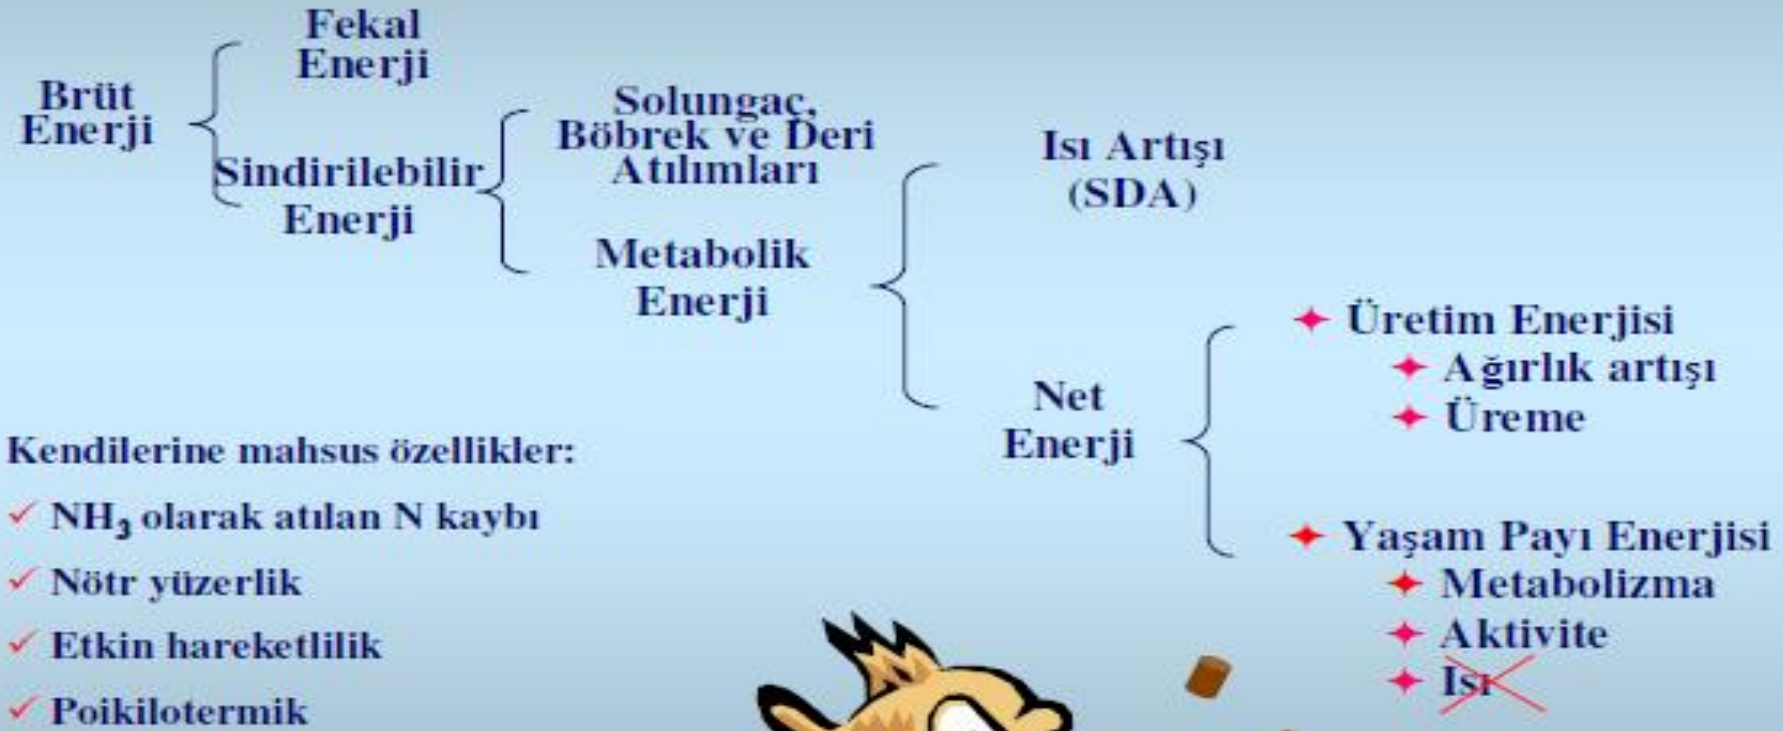 Brüt
Enerji
Fekal
Enerji
Sindirilebilir
Enerji
Solungaç,
Böbrek ve Deri
Atılımları
Metabolik
Enerji
Isı Artışı
(SDA)
Net
Enerji
Üretim Enerjisi
Ağırlık artışı
Üreme
Yaşam Payı Enerjisi
Metabolizma
Aktivite
Isı
Kendilerine mahsus özellikler:
✓ NH₃ olarak atılan N kaybı
✓ Nötr yüzerlik
✓ Etkin hareketlilik
✓ Poikilotermik